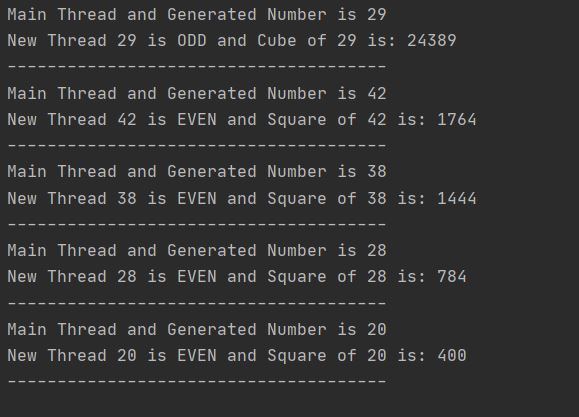 Main Thread and Generated Number is 29
New Thread 29 is ODD and Cube of 29 is: 24389
--------------------------------------
Main Thread and Generated Number is 42
New Thread 42 is EVEN and Square of 42 is: 1764
--------------------------------------
Main Thread and Generated Number is 38
New Thread 38 is EVEN and Square of 38 is: 1444
--------------------------------------
Main Thread and Generated Number is 28
New Thread 28 is EVEN and Square of 28 is: 784
--------------------------------------
Main Thread and Generated Number is 20
New Thread 20 is EVEN and Square of 20 is: 400
--------------------------------------